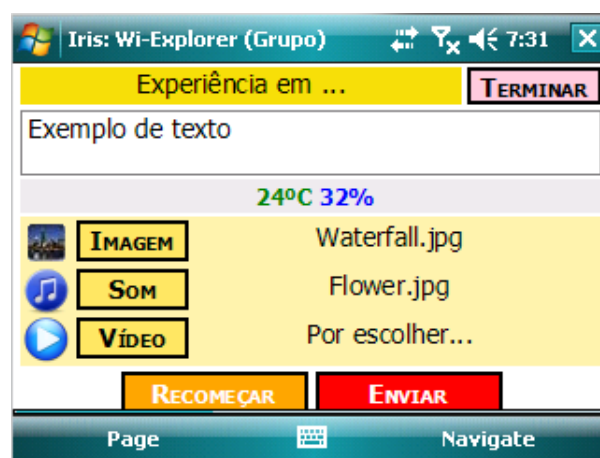 Iris: Wi-Explorer (Grupo) 7:31
Experiência em ... TERMINAR
Exemplo de texto
24ºC 32%
IMAGEM Waterfall.jpg
SOM Flower.jpg
VÍDEO Por escolher...
RECOMEÇAR ENVIAR
Page Navigate